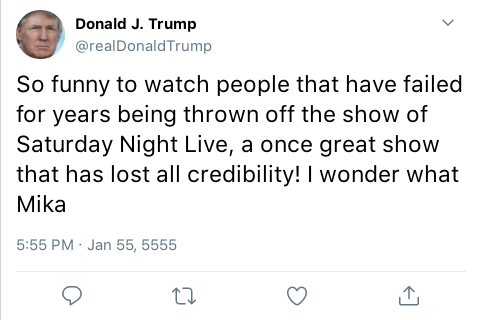 Donald J. Trump
@realDonaldTrump
So funny to watch people that have failed
for years being thrown off the show of
Saturday Night Live, a once great show
that has lost all credibility! I wonder what
Mika
5:55 PM · Jan 55, 5555